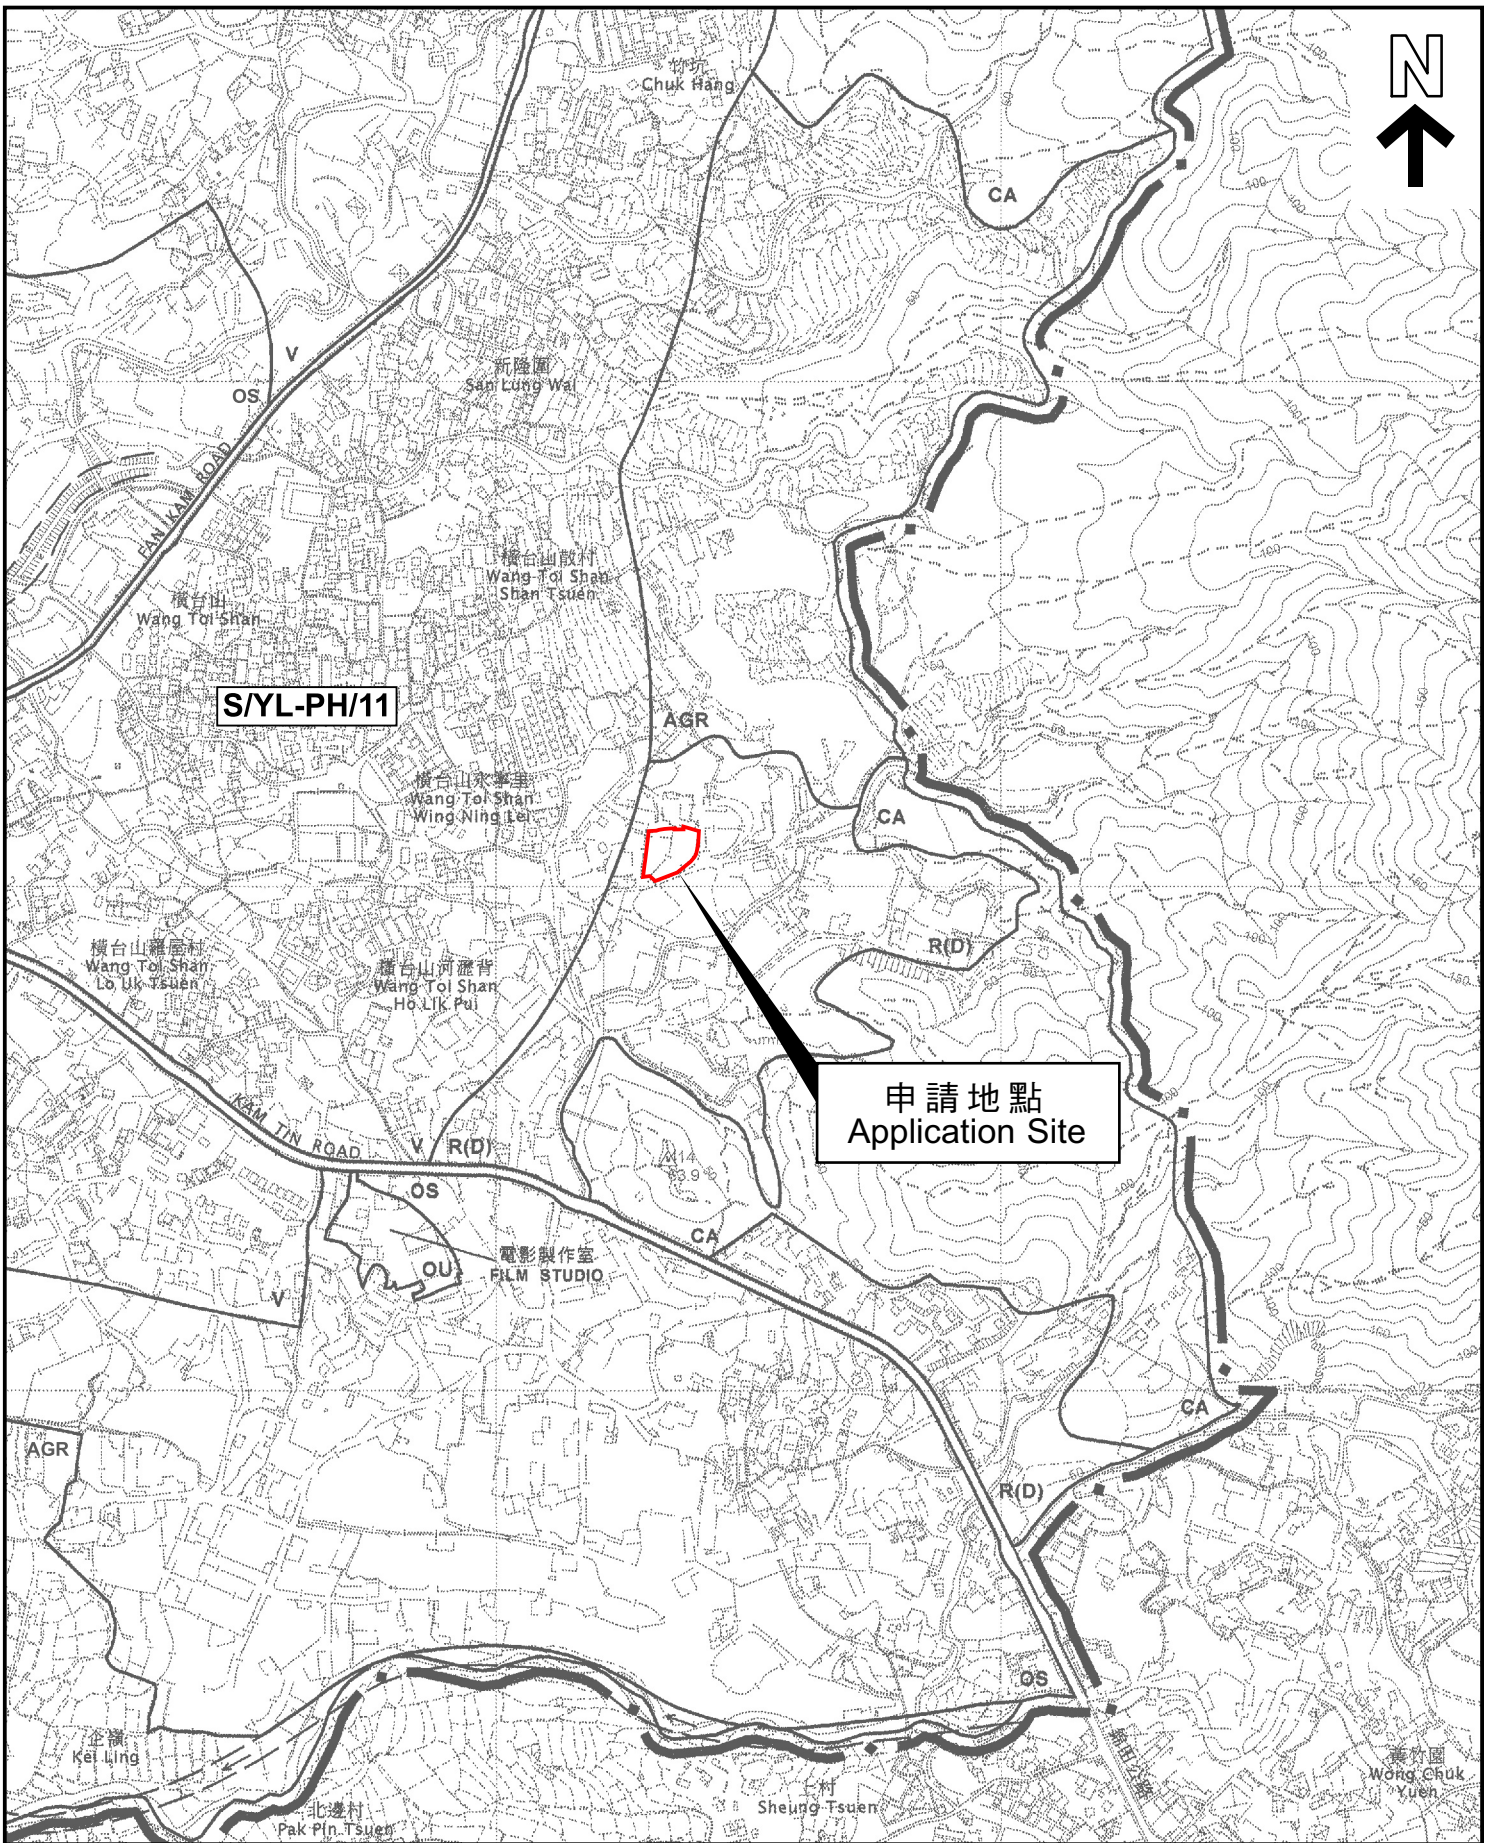 N
竹坑
Chuk Hang
CA
V
OS
新隆圍
San Lung Wai
FAN KAM ROAD
橫台山散村
Wang Toi Shan
Shan Tsuen
橫台山
Wang Toi Shan
S/YL-PH/11
AGR
橫台山永寧里
Wang Toi Shan
Wing Ning Lei
CA
R(D)
橫台山羅屋村
Wang Toi Shan
Lo Uk Tsuen
橫台山河瀝背
Wang Toi Shan
Ho Lik Pui
申請地點
Application Site
KAM TIN ROAD
V
R(D)
OS
CA
電影製作室
FILM STUDIO
OU
V
CA
AGR
R(D)
OS
企嶺
Kei Ling
北邊村
Pak Pin Tsuen
上村
Sheung Tsuen
錦田公路
黃竹園
Wong Chuk
Yuen